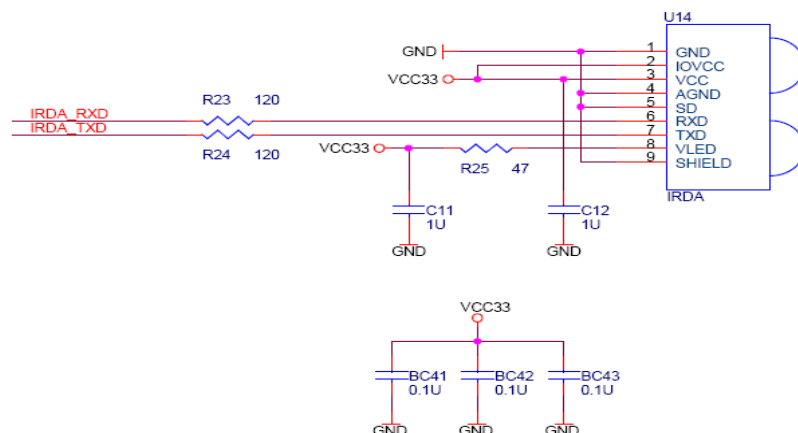 U14
GND 1 GND
2 IOVCC
VCC33 3 VCC
4 AGND
R23 120 5 SD
IRDA_RXD 6 RXD
IRDA_TXD 7 TXD
VCC33 8 VLED
R24 120 R25 47 9 SHIELD
IRDA
C11 C12
1U 1U
GND GND
VCC33
BC41 BC42 BC43
0.1U 0.1U 0.1U
GND GND GND